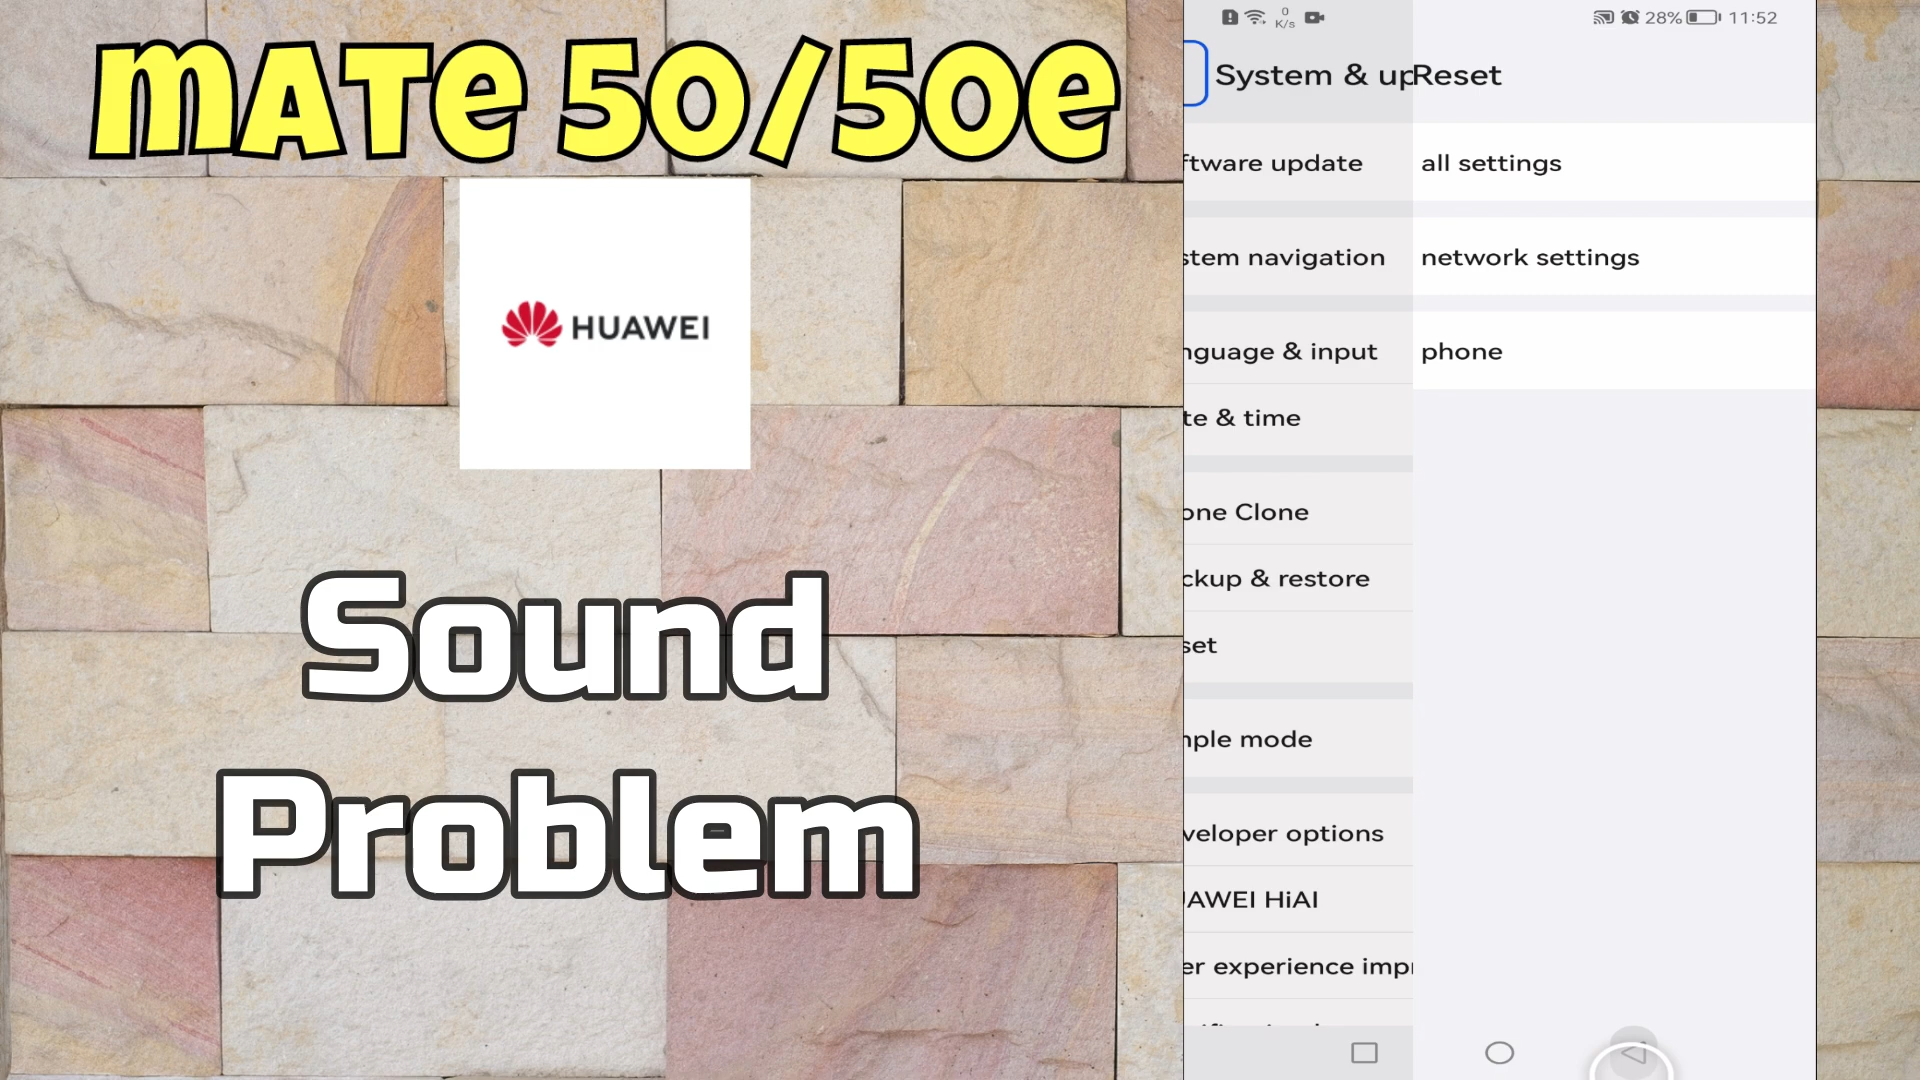 mATe 50/50e
HUAWEI
Sound
Problem
0
K/s
28%
11:52
System & up
Reset
ftware update
all settings
stem navigation
network settings
nguage & input
phone
te & time
one Clone
ckup & restore
set
nple mode
veloper options
JAWEI HiAI
er experience impr